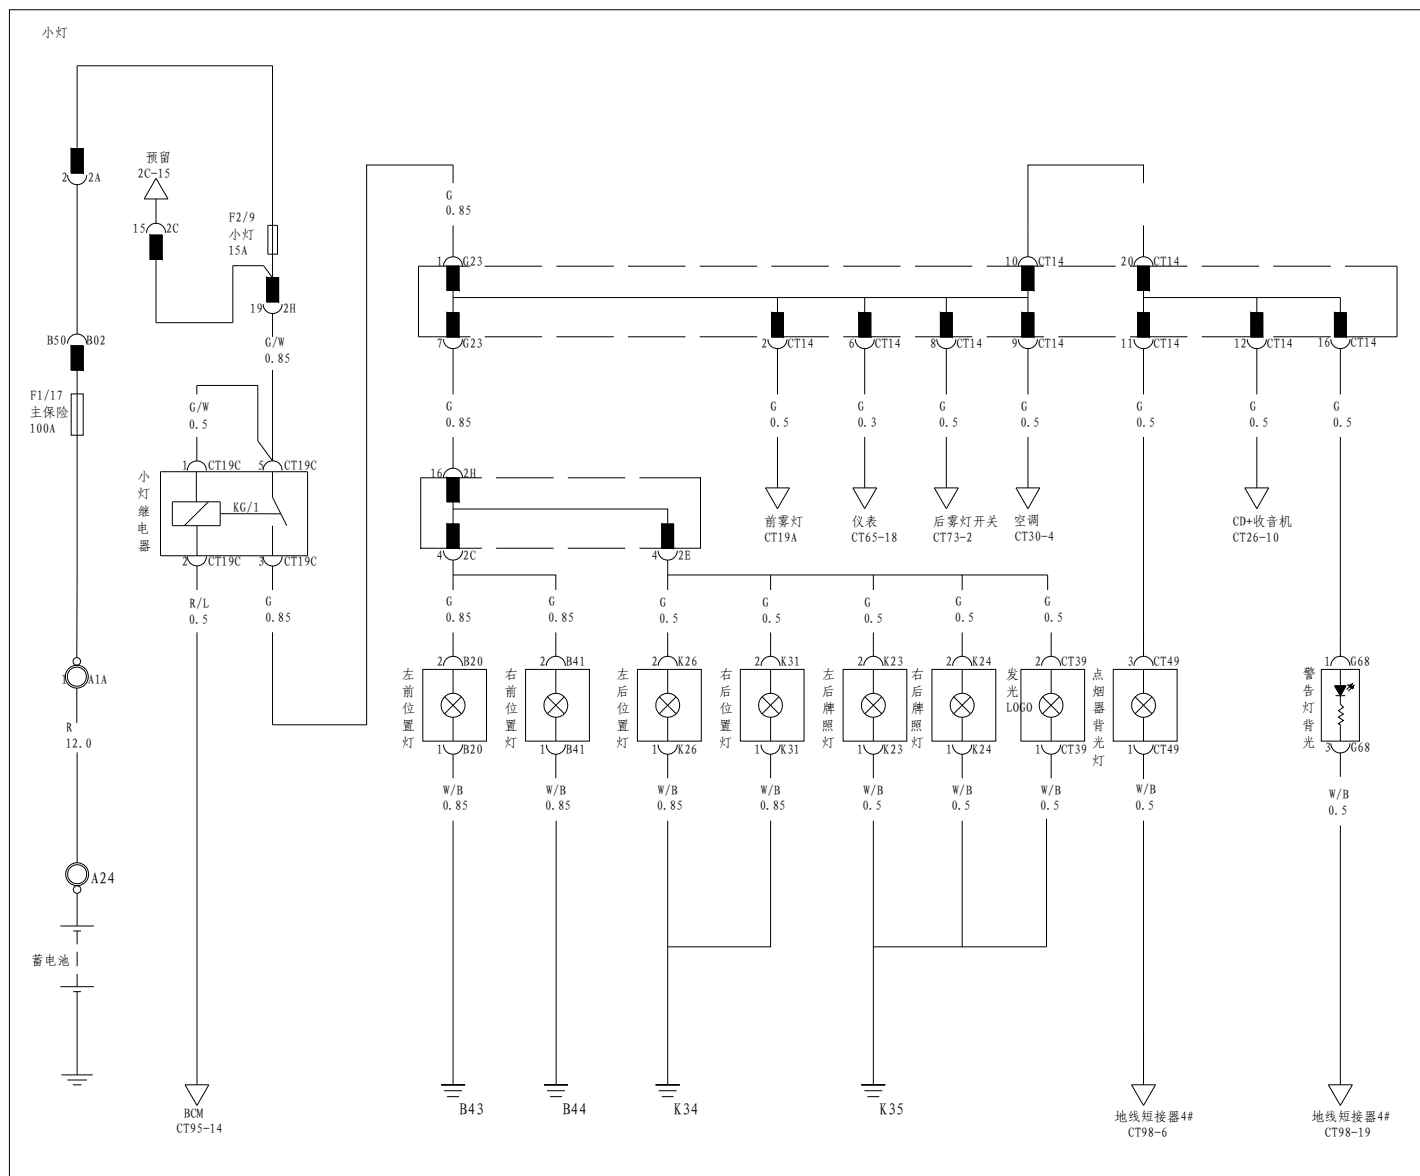 小灯
预留
2C-15
2
2A
15
2C
F2/9
小灯
15A
19
2H
G/W
0.85
B50
B02
F1/17
主保险
100A
G/W
0.5
1
CT19C
5
CT19C
小灯继电器
KG/1
2
CT19C
3
CT19C
R/L
0.5
G
0.85
1
A1A
R
12.0
A24
蓄电池
BCM
CT95-14
G
0.85
1
G23
10
CT14
20
CT14
7
G23
2
CT14
6
CT14
8
CT14
9
CT14
11
CT14
12
CT14
16
CT14
G
0.85
G
0.5
G
0.3
G
0.5
G
0.5
G
0.5
G
0.5
G
0.5
16
2H
前雾灯
CT19A
仪表
CT65-18
后雾灯开关
CT73-2
空调
CT30-4
CD+收音机
CT26-10
4
2C
4
2E
G
0.85
G
0.85
G
0.5
G
0.5
G
0.5
G
0.5
G
0.5
2
B20
2
B41
2
K26
2
K31
2
K23
2
K24
2
CT39
3
CT49
1
G68
左前位置灯
右前位置灯
左后位置灯
右后位置灯
左后牌照灯
右后牌照灯
发光
LOGO
点烟器背光灯
警告灯背光
1
B20
1
B41
1
K26
1
K31
1
K23
1
K24
1
CT39
1
CT49
3
G68
W/B
0.85
W/B
0.85
W/B
0.85
W/B
0.85
W/B
0.5
W/B
0.5
W/B
0.5
W/B
0.5
W/B
0.5
B43
B44
K34
K35
地线短接器4#
CT98-6
地线短接器4#
CT98-19